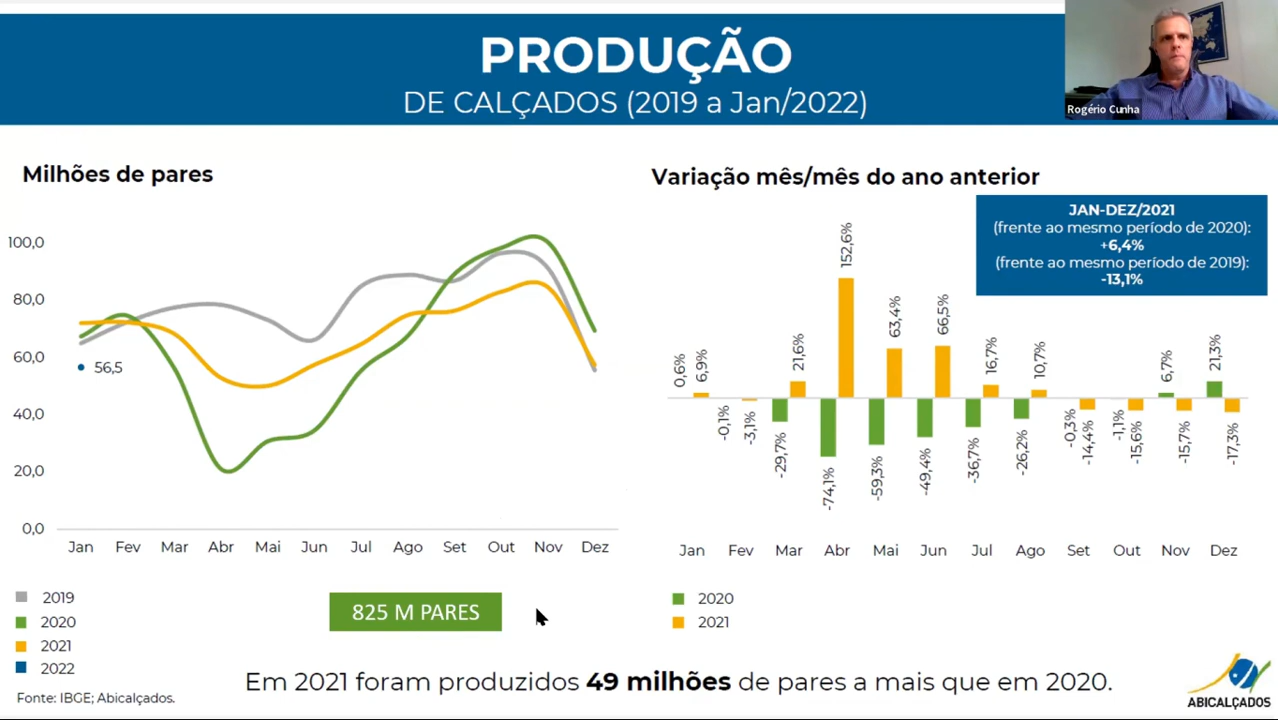 PRODUÇÃO
DE CALÇADOS (2019 a Jan/2022)
Rogério Cunha
Milhões de pares
100,0
80,0
60,0
40,0
20,0
0,0
56,5
Jan Fev Mar Abr Mai Jun Jul Ago Set Out Nov Dez
2019
2020
2021
2022
Fonte: IBGE; Abicalçados.
825 M PARES
Variação mês/mês do ano anterior
JAN-DEZ/2021
(frente ao mesmo período de 2020):
+6,4%
(frente ao mesmo período de 2019):
-13,1%
0,6% 6,9% -0,1% -3,1% -29,7% 21,6% -74,1% 152,6% -59,3% 63,4% -49,4% 66,5% -36,7% 16,7% -26,2% 10,7% -0,3% -14,4% -1,1% -15,6% 6,7% -15,7% 21,3% -17,3%
Jan Fev Mar Abr Mai Jun Jul Ago Set Out Nov Dez
2020
2021
Em 2021 foram produzidos 49 milhões de pares a mais que em 2020.
ABICALÇADOS